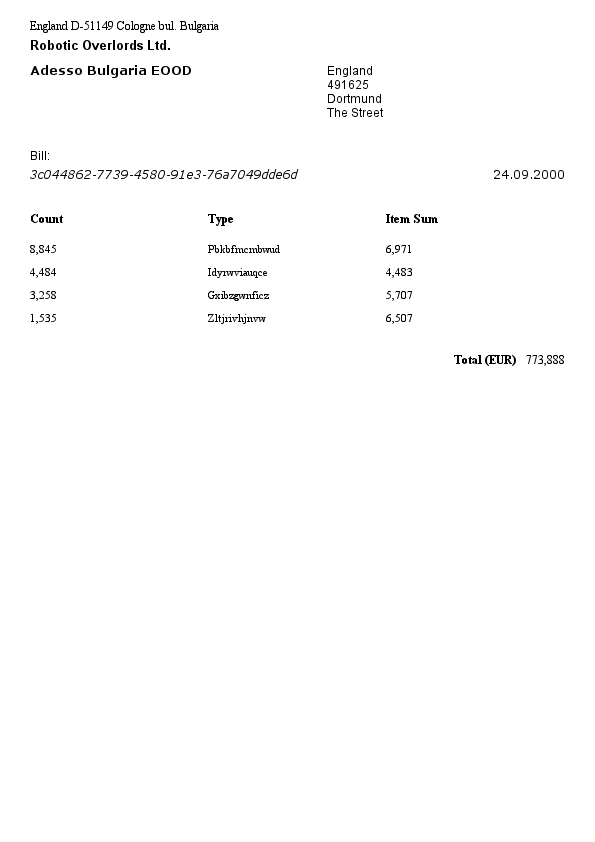 England D-51149 Cologne bul. Bulgaria
Robotic Overlords Ltd.
Adesso Bulgaria EOOD
England
491625
Dortmund
The Street
Bill:
3c044862-7739-4580-91e3-76a7049dde6d 24.09.2000
Count Type Item Sum
8,845 Pbkbfmcmbwud 6,971
4,484 Idyrwviauqce 4,483
3,258 Gxibzgwnficz 5,707
1,535 Zltjrivhjnvw 6,507
Total (EUR) 773,888